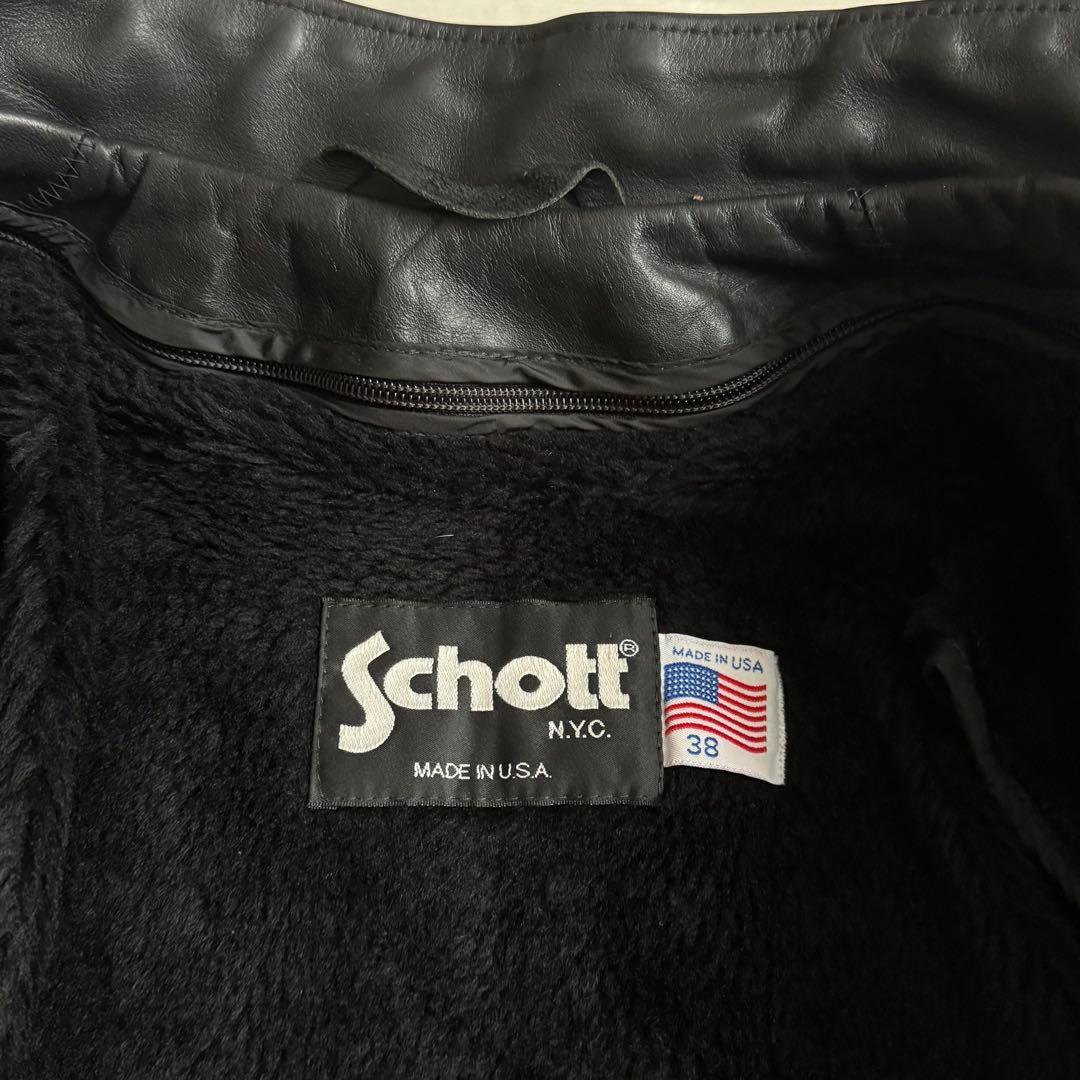 Schott®
N.Y.C.
MADE IN U.S.A.
MADE IN USA
38